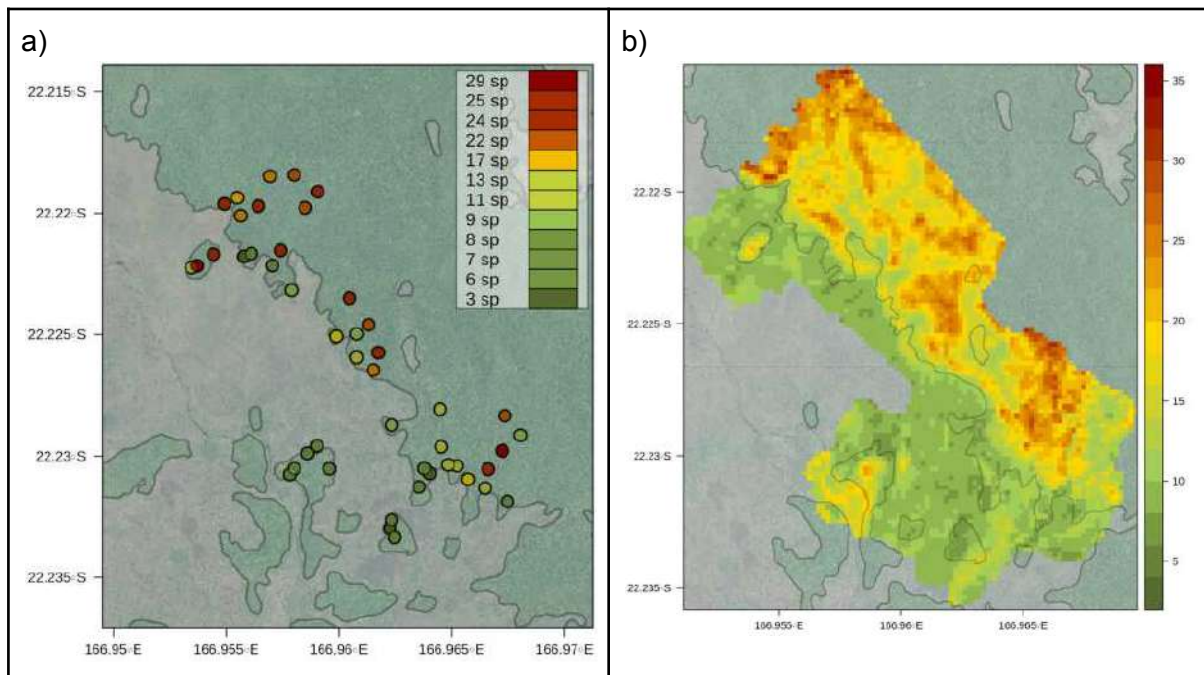 a)
22.215◦S
22.22◦S
22.225◦S
22.23◦S
22.235◦S
166.95◦E
166.955◦E
166.96◦E
166.965◦E
166.97◦E
29 sp
25 sp
24 sp
22 sp
17 sp
13 sp
11 sp
9 sp
8 sp
7 sp
6 sp
3 sp
b)
22.22◦S
22.225◦S
22.23◦S
22.235◦S
166.955◦E
166.96◦E
166.965◦E
35
30
25
20
15
10
5